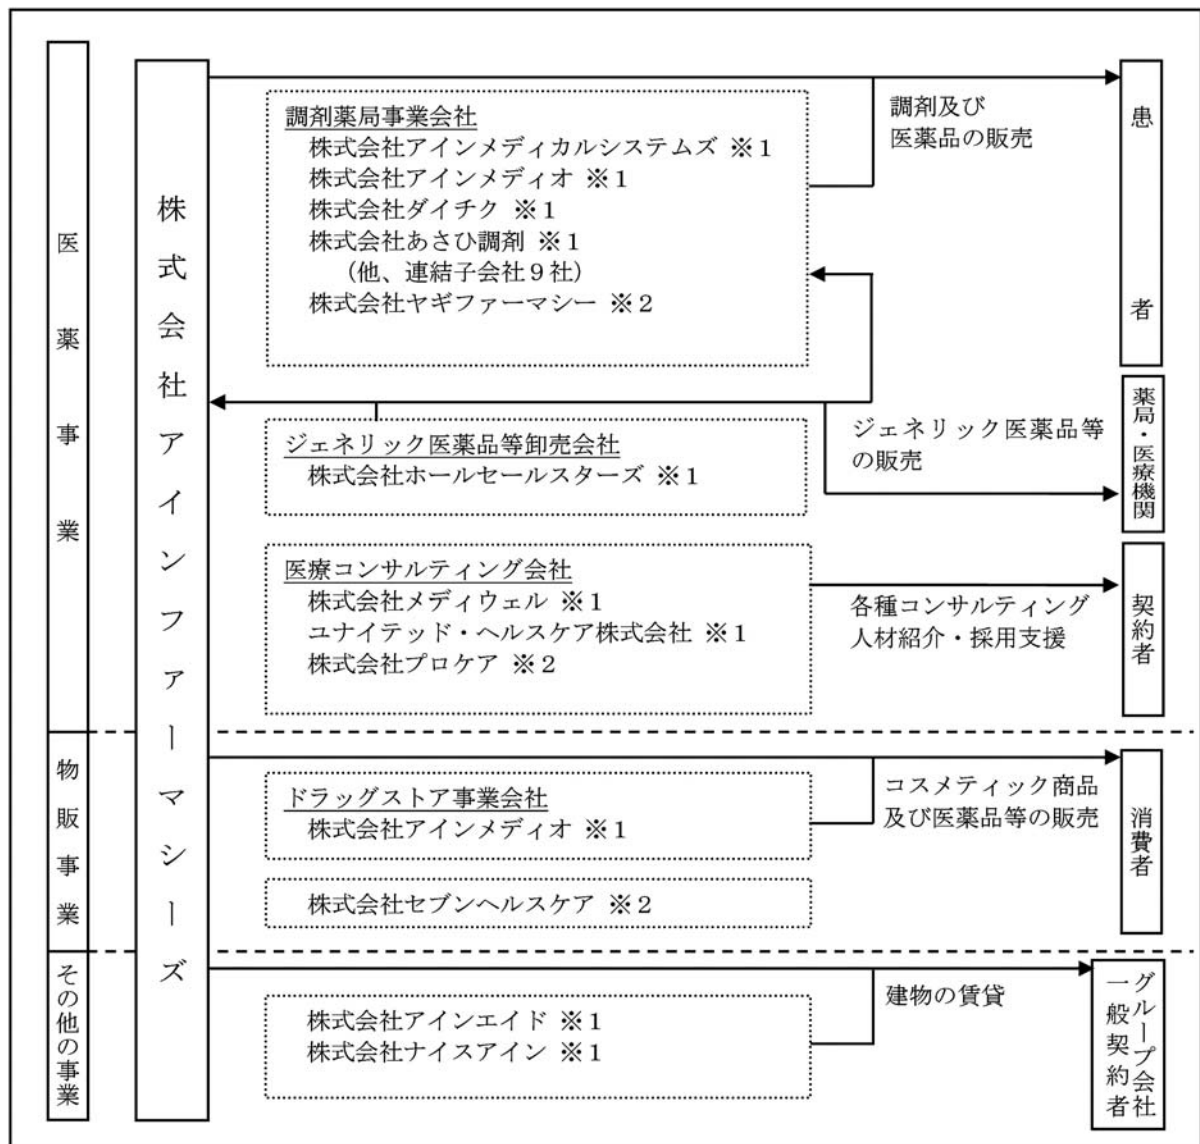 医薬事業
株式会社アインファーマシーズ
調剤薬局事業会社
株式会社アインメディカルシステムズ ※1
株式会社アインメディオ ※1
株式会社ダイチク ※1
株式会社あさひ調剤 ※1
（他、連結子会社９社）
株式会社ヤギファーマシー ※2
調剤及び
医薬品の販売
患者
ジェネリック医薬品等卸売会社
株式会社ホールセールスターズ ※1
ジェネリック医薬品等
の販売
薬局・医療機関
医療コンサルティング会社
株式会社メディウェル ※1
ユナイテッド・ヘルスケア株式会社 ※1
株式会社プロケア ※2
各種コンサルティング
人材紹介・採用支援
契約者
物販事業
ドラッグストア事業会社
株式会社アインメディオ ※1
株式会社セブンヘルスケア ※2
コスメティック商品
及び医薬品等の販売
消費者
その他の事業
株式会社アインエイド ※1
株式会社ナイスアイン ※1
建物の賃貸
グループ会社
一般契約者